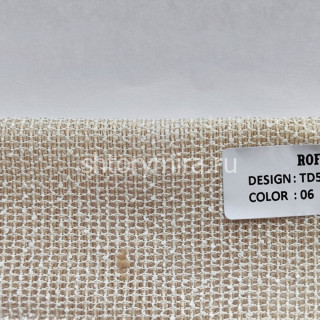 shtorymira.ru
ROF
DESIGN : TD5
COLOR : 06